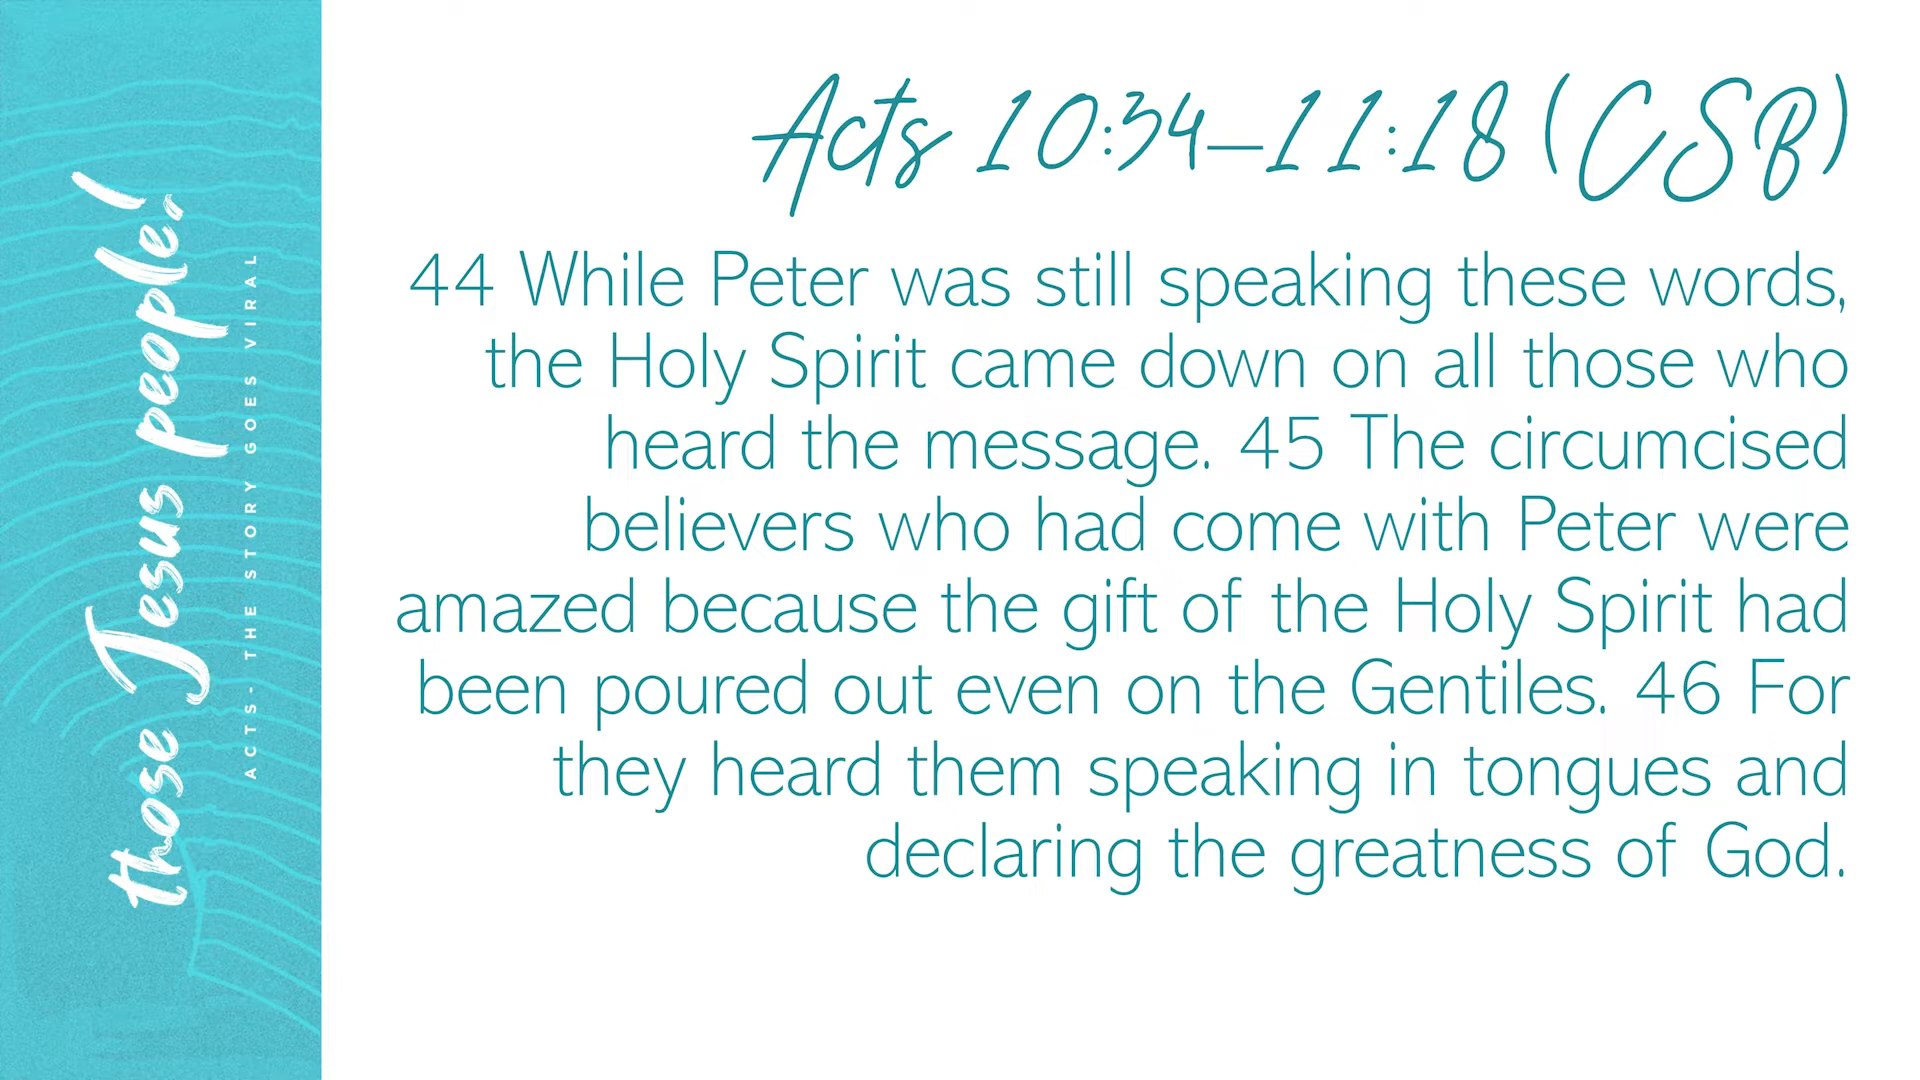 those Jesus people!
ACTS- THE STORY GOES VIRAL
Acts 10:34–11:18 (CSB)
44 While Peter was still speaking these words,
the Holy Spirit came down on all those who
heard the message. 45 The circumcised
believers who had come with Peter were
amazed because the gift of the Holy Spirit had
been poured out even on the Gentiles. 46 For
they heard them speaking in tongues and
declaring the greatness of God.